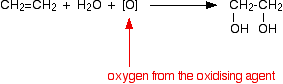 CH₂=CH₂ + H₂O + [O] ⟶ CH₂-CH₂
OH OH
oxygen from the oxidising agent